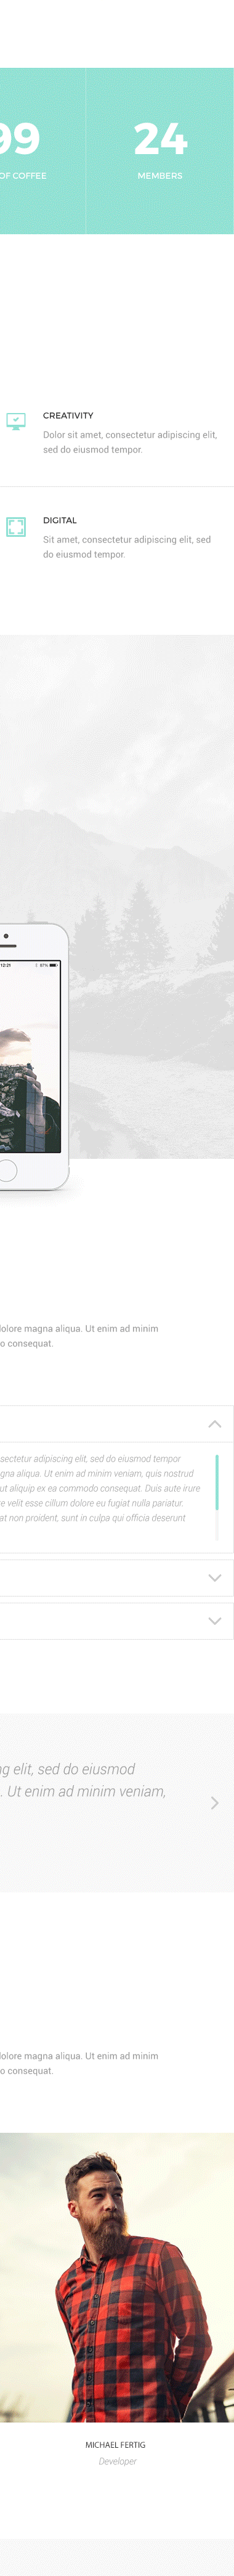 99
24
OF COFFEE
MEMBERS
CREATIVITY
Dolor sit amet, consectetur adipiscing elit,
sed do eiusmod tempor.
DIGITAL
Sit amet, consectetur adipiscing elit, sed
do eiusmod tempor.
12:21
97%
dolore magna aliqua. Ut enim ad minim
o consequat.
sectetur adipiscing elit, sed do eiusmod tempor
gna aliqua. Ut enim ad minim veniam, quis nostrud
ut aliquip ex ea commodo consequat. Duis aute irure
e velit esse cillum dolore eu fugiat nulla pariatur.
at non proident, sunt in culpa qui officia deserunt
ng elit, sed do eiusmod
. Ut enim ad minim veniam,
dolore magna aliqua. Ut enim ad minim
o consequat.
MICHAEL FERTIG
Developer